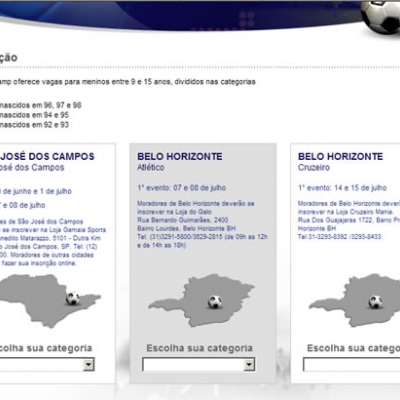 ção
amp oferece vagas para meninos entre 9 e 15 anos, divididos nas categorias
nascidos em 96, 97 e 98
nascidos em 94 e 95
nascidos em 92 e 93
JOSÉ DOS CAMPOS
osé dos Campos
de junho e 1 de julho
e 08 de julho
es de São José dos Campos
o se inscrever na Loja Gamaia Sports
enedito Matarazzo, 5101 - Dutra Km
o José dos Campos, SP. Tel: (12)
00. Moradores de outras cidades
fazer sua inscrição online.
Escolha sua categoria
BELO HORIZONTE
Atlético
1º evento: 07 e 08 de julho
Moradores de Belo Horizonte deverão se
inscrever na Loja do Galo
Rua Bernardo Guimarães, 2400
Bairro Lourdes, Belo Horizonte BH
Tel: (31)3291-5800/3629-2815 (de 09h as 12h
e de 14h as 18h)
Escolha sua categoria
BELO HORIZONTE
Cruzeiro
1º evento: 14 e 15 de julho
Moradores de Belo Horizonte deverão se
inscrever na Loja Cruzeiro Mania.
Rua Dos Guajajaras 1722, Barro Pr
Horizonte BH
Tel:31-3293-8392 /3293-8433
Escolha sua categoria